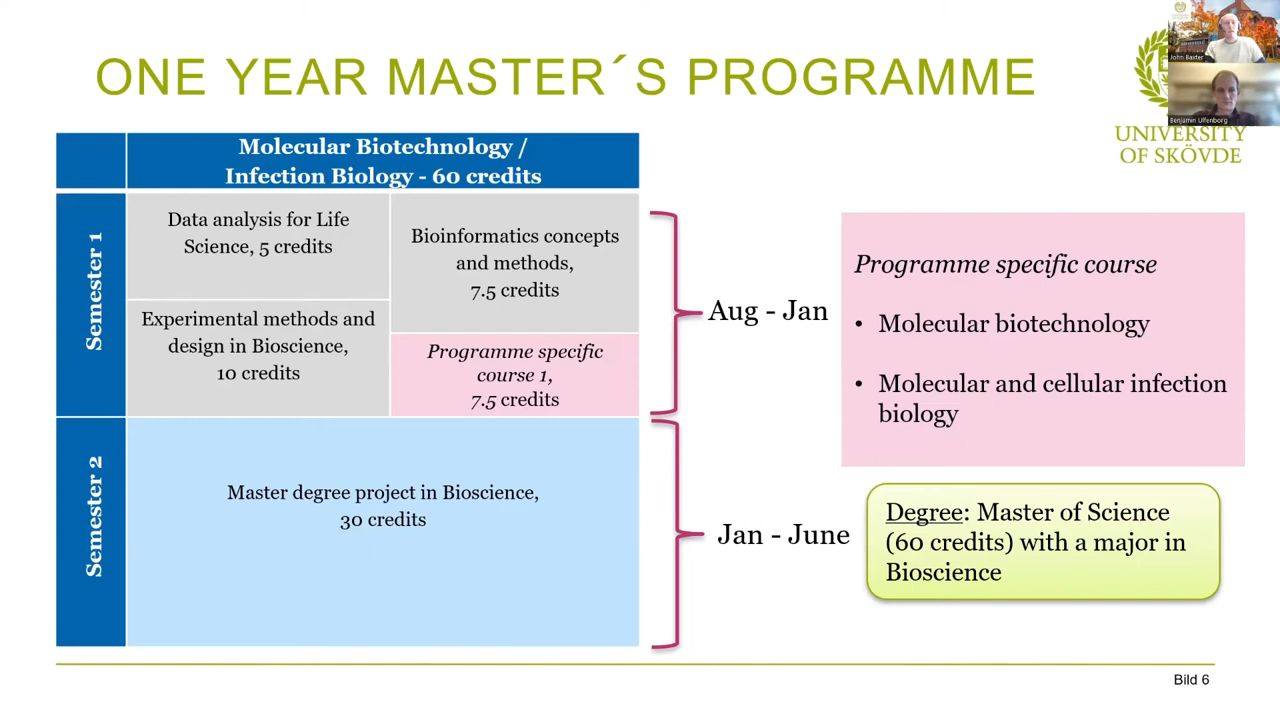 ONE YEAR MASTER´S PROGRAMME
John Baxter
Benjamin Ulfenborg
UNIVERSITY
OF SKÖVDE
Molecular Biotechnology /
Infection Biology - 60 credits
Semester 1
Data analysis for Life
Science, 5 credits
Bioinformatics concepts
and methods,
7.5 credits
Experimental methods and
design in Bioscience,
10 credits
Programme specific
course 1,
7.5 credits
Aug - Jan
Programme specific course
• Molecular biotechnology
• Molecular and cellular infection
biology
Semester 2
Master degree project in Bioscience,
30 credits
Jan - June
Degree: Master of Science
(60 credits) with a major in
Bioscience
Bild 6